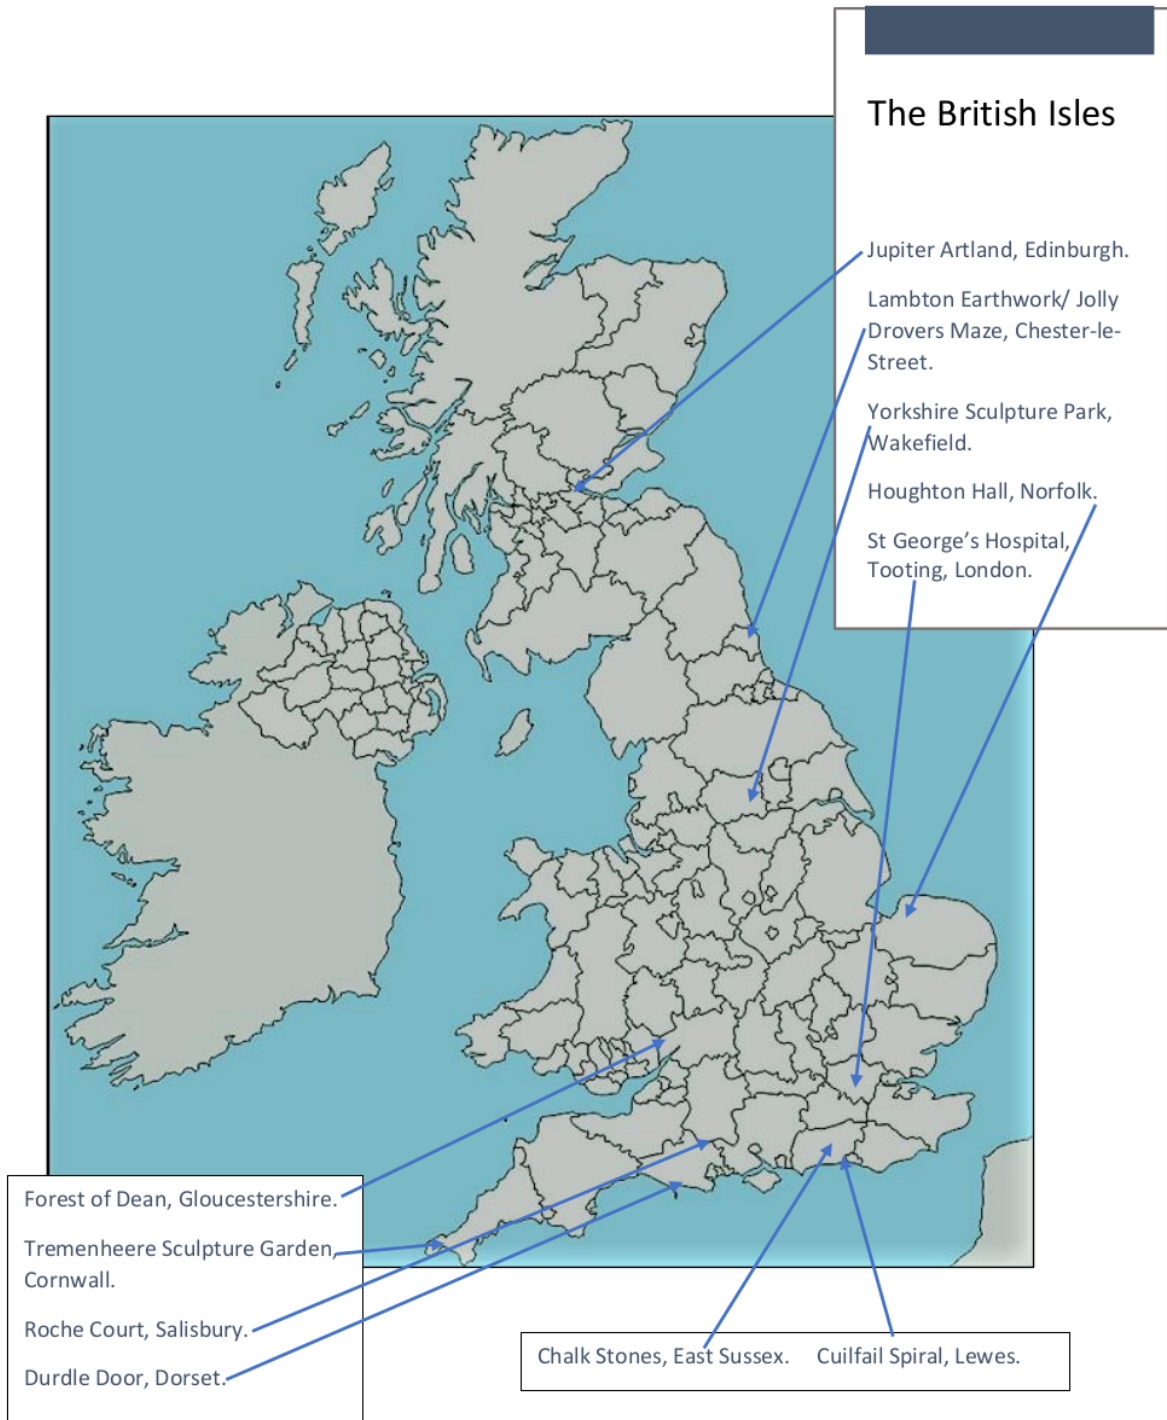 The British Isles
Jupiter Artland, Edinburgh.
Lambton Earthwork/ Jolly
Drovers Maze, Chester-le-
Street.
Yorkshire Sculpture Park,
Wakefield.
Houghton Hall, Norfolk.
St George’s Hospital,
Tooting, London.
Forest of Dean, Gloucestershire.
Tremenheere Sculpture Garden,
Cornwall.
Roche Court, Salisbury.
Durdle Door, Dorset.
Chalk Stones, East Sussex. Cuilfail Spiral, Lewes.